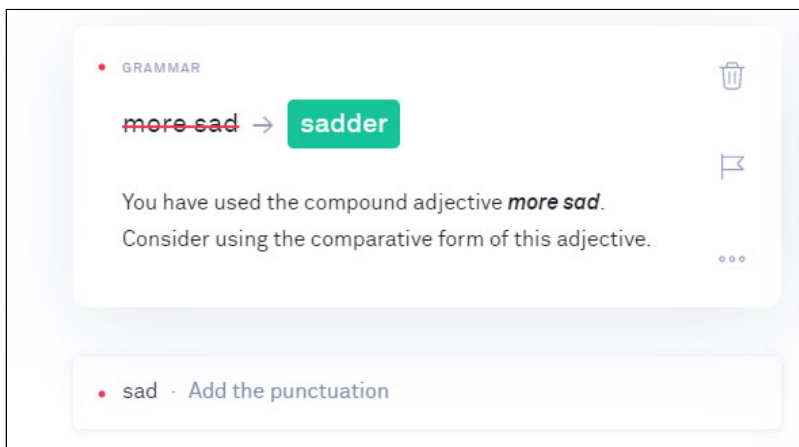 GRAMMAR
more sad → sadder
You have used the compound adjective more sad.
Consider using the comparative form of this adjective.
sad · Add the punctuation